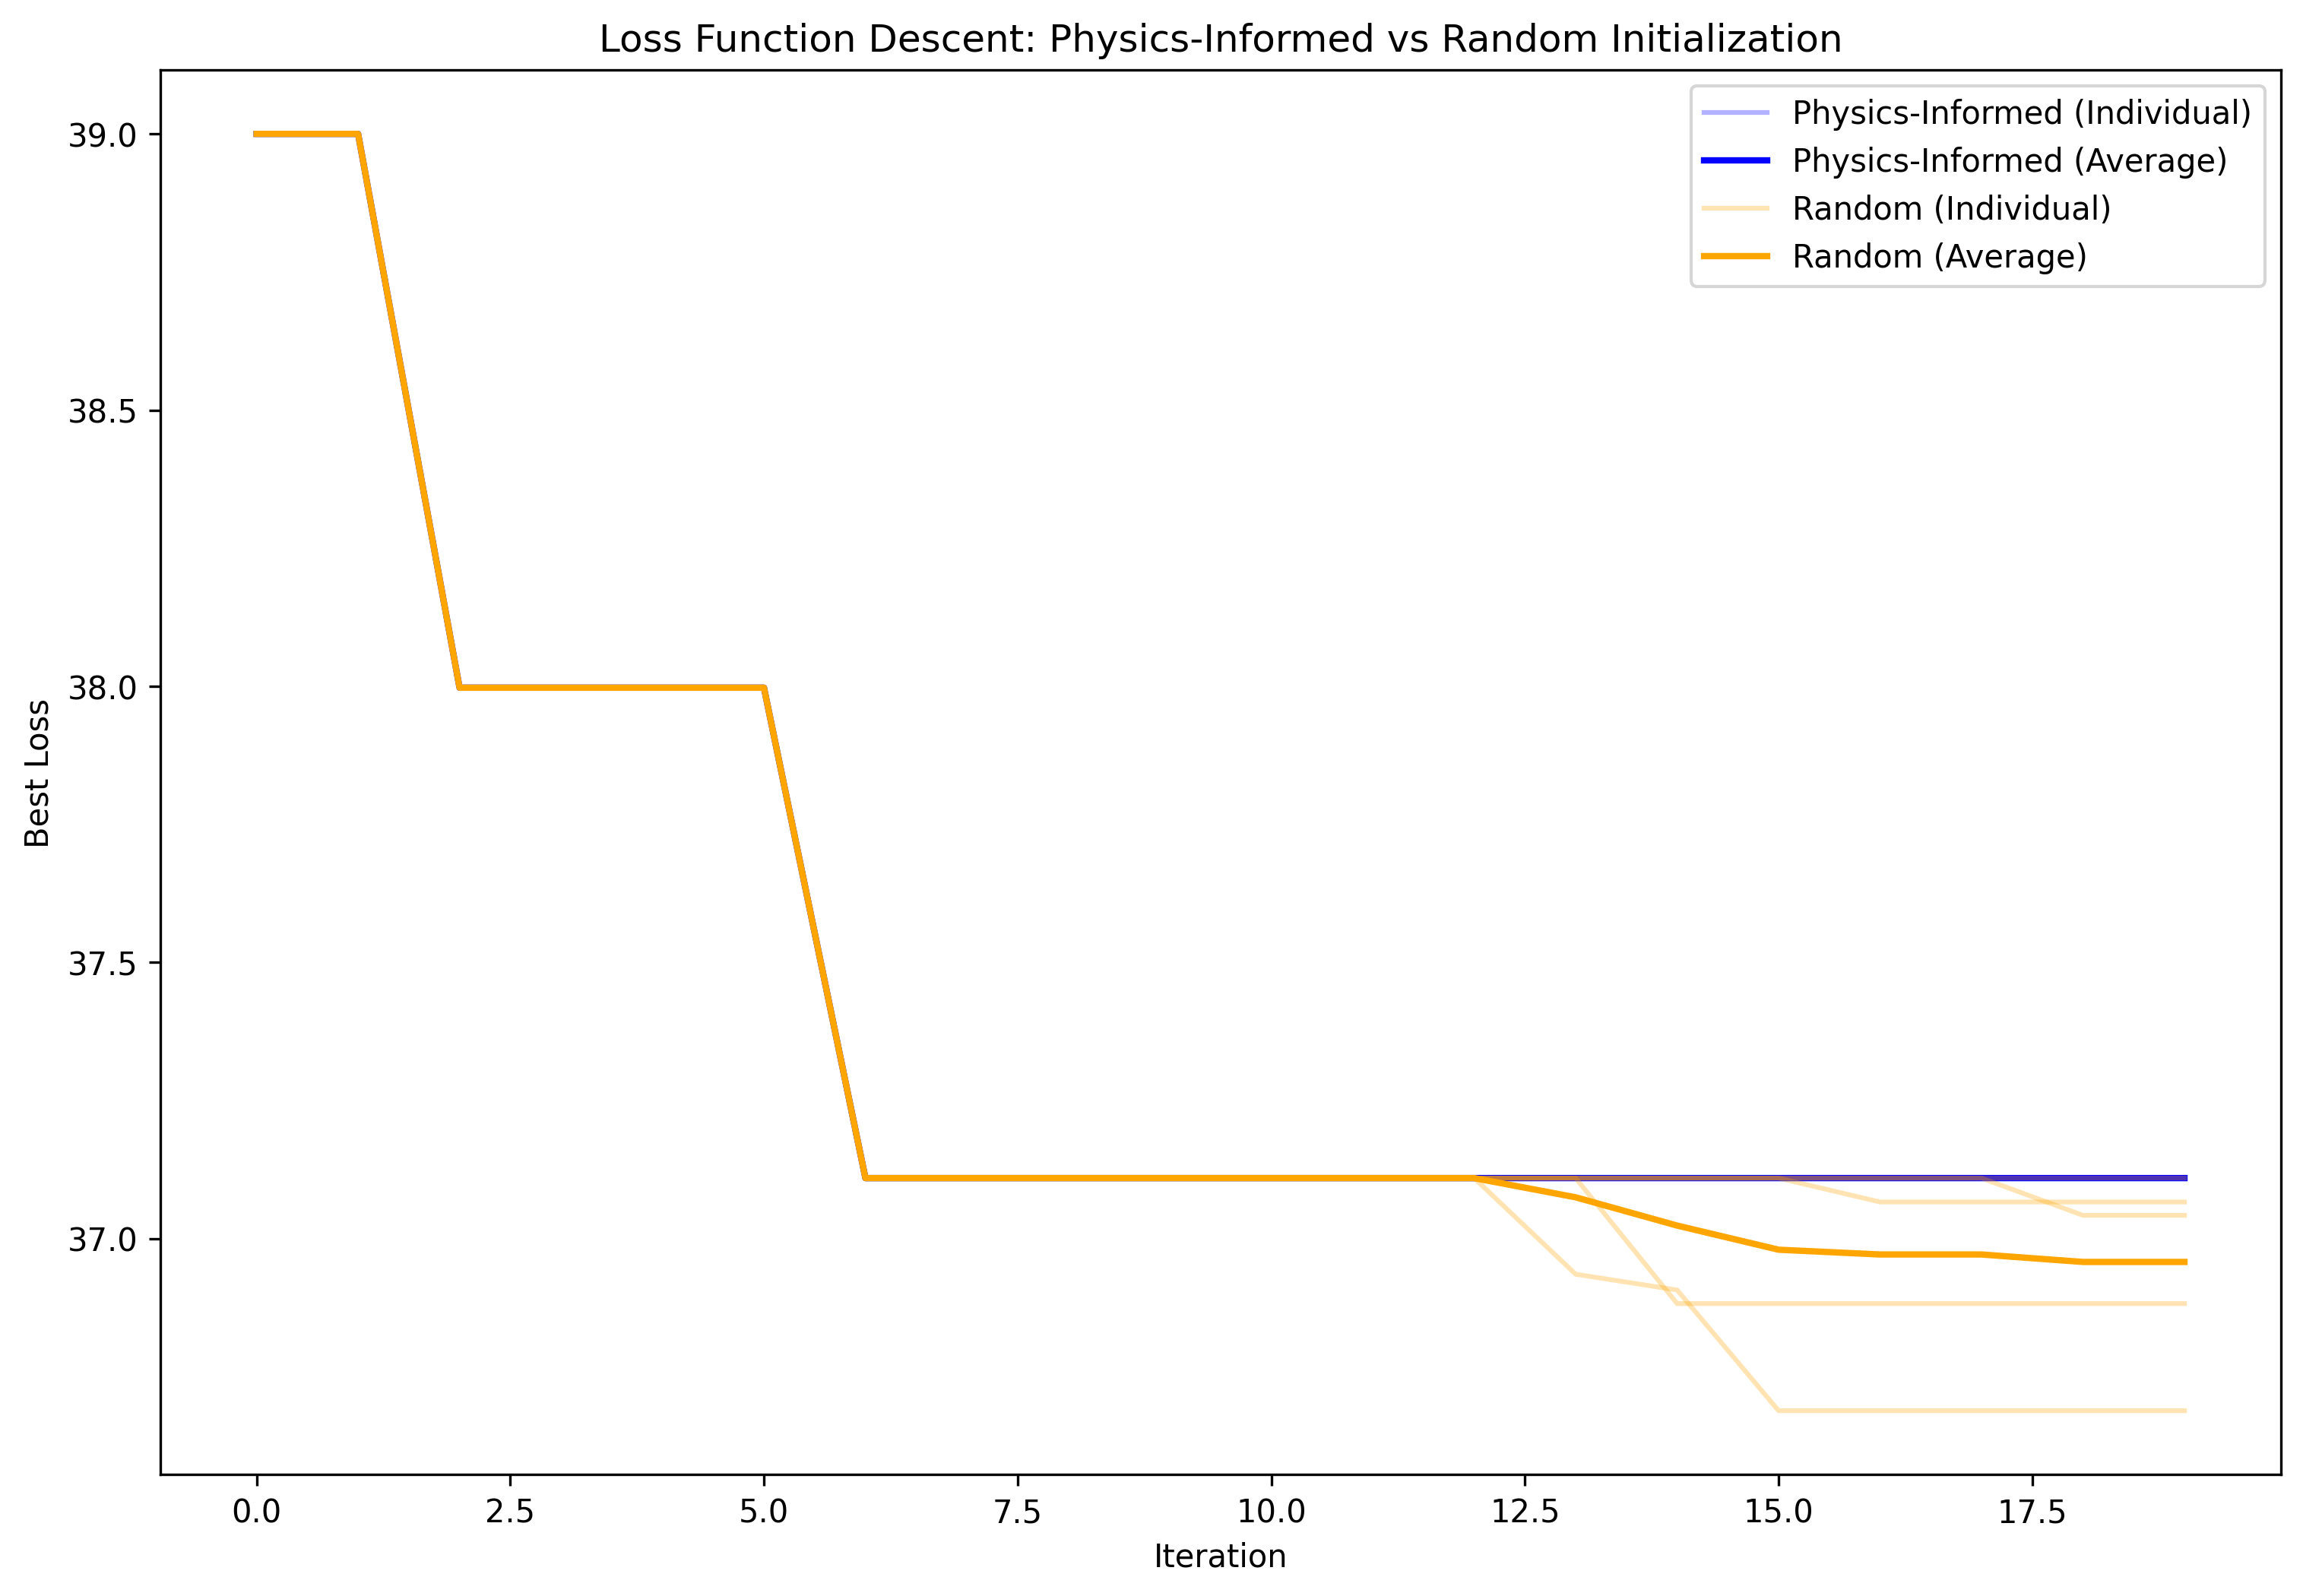 Loss Function Descent: Physics-Informed vs Random Initialization
Physics-Informed (Individual)
Physics-Informed (Average)
Random (Individual)
Random (Average)
Best Loss
39.0
38.5
38.0
37.5
37.0
0.0 2.5 5.0 7.5 10.0 12.5 15.0 17.5
Iteration